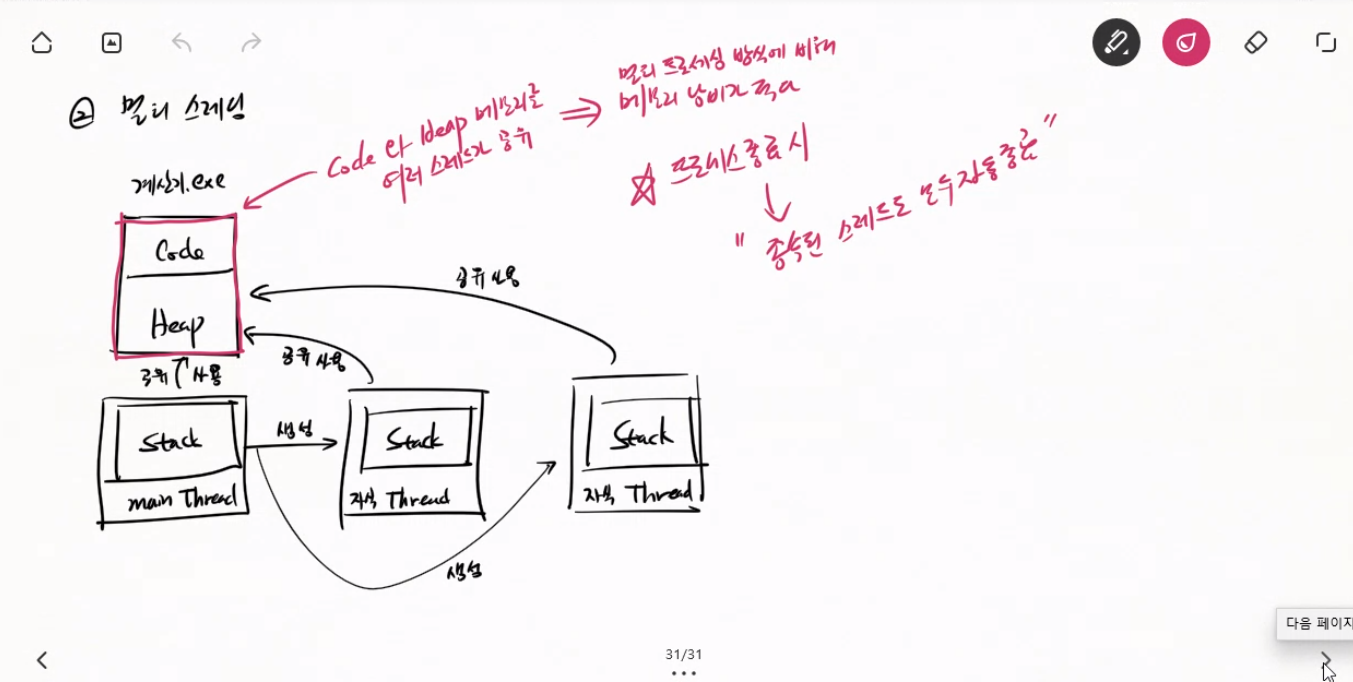 ② 멀티 스레딩
Code 와 Heap 메모리를
여러 스레드가 공유
⇒ 멀티 프로세싱 방식에 비해
메모리 낭비가 적다
☆ 프로세스 종료 시
↓
" 종속된 스레드도 모두 자동 종료 "
계산기.exe
Code
Heap
공유 사용
공유 사용
공유 사용
Stack
main Thread
생성
Stack
자식 Thread
Stack
자식 Thread
생성
31/31
다음 페이지